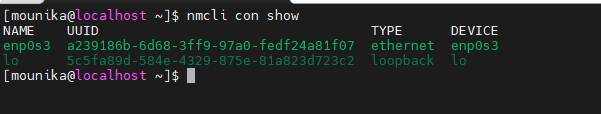 [mounika@localhost ~]$ nmcli con show
NAME    UUID                                  TYPE      DEVICE
enp0s3  a239186b-6d68-3ff9-97a0-fedf24a81f07  ethernet  enp0s3
lo      5c5fa89d-584e-4329-875e-81a823d723c2  loopback  lo
[mounika@localhost ~]$